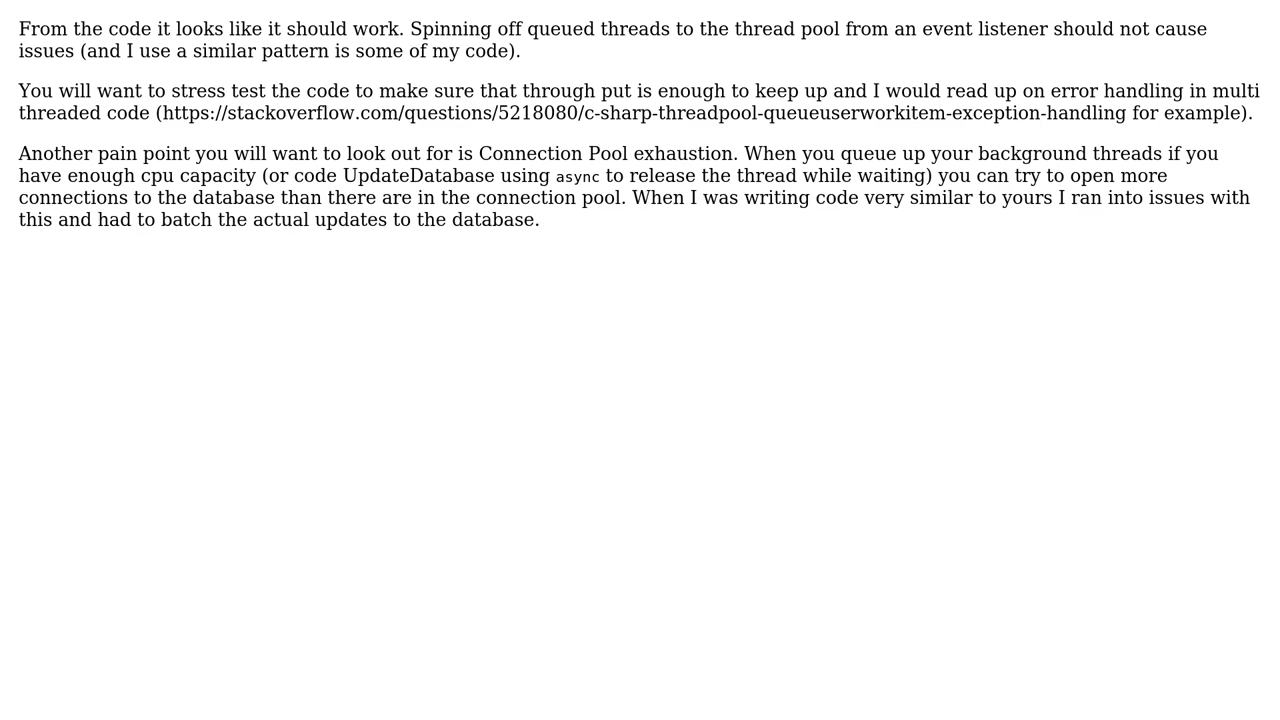 From the code it looks like it should work. Spinning off queued threads to the thread pool from an event listener should not cause
issues (and I use a similar pattern is some of my code).
You will want to stress test the code to make sure that through put is enough to keep up and I would read up on error handling in multi
threaded code (https://stackoverflow.com/questions/5218080/c-sharp-threadpool-queueuserworkitem-exception-handling for example).
Another pain point you will want to look out for is Connection Pool exhaustion. When you queue up your background threads if you
have enough cpu capacity (or code UpdateDatabase using async to release the thread while waiting) you can try to open more
connections to the database than there are in the connection pool. When I was writing code very similar to yours I ran into issues with
this and had to batch the actual updates to the database.